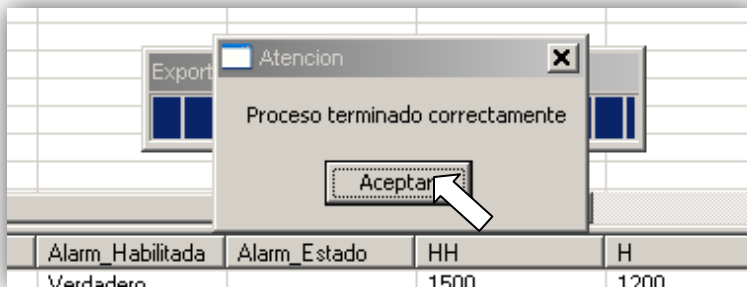 Export
Atencion
Proceso terminado correctamente
Aceptar
Alarm_Habilitada Alarm_Estado HH H
Verdadero 1500 1200